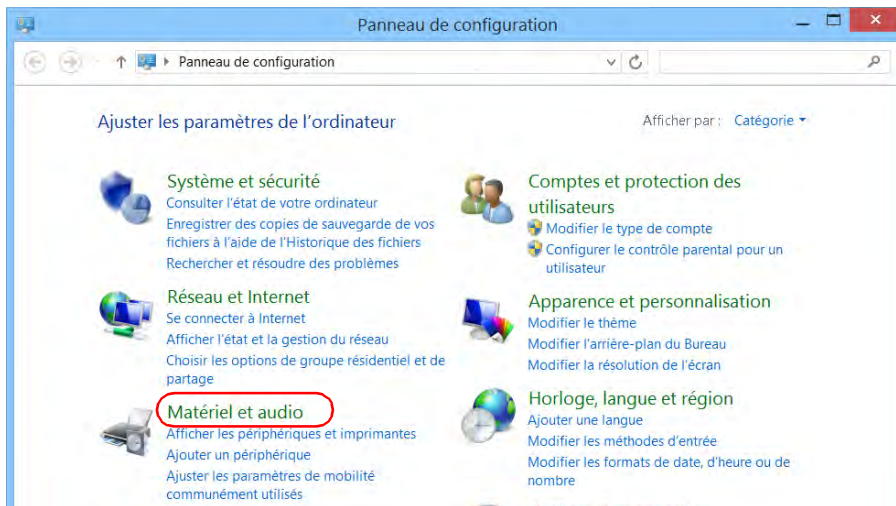 Panneau de configuration
Panneau de configuration
Ajuster les paramètres de l'ordinateur
Afficher par : Catégorie
Système et sécurité
Consulter l'état de votre ordinateur
Enregistrer des copies de sauvegarde de vos
fichiers à l'aide de l'Historique des fichiers
Rechercher et résoudre des problèmes
Réseau et Internet
Se connecter à Internet
Afficher l'état et la gestion du réseau
Choisir les options de groupe résidentiel et de
partage
Matériel et audio
Afficher les périphériques et imprimantes
Ajouter un périphérique
Ajuster les paramètres de mobilité
communément utilisés
Comptes et protection des
utilisateurs
Modifier le type de compte
Configurer le contrôle parental pour un
utilisateur
Apparence et personnalisation
Modifier le thème
Modifier l'arrière-plan du Bureau
Modifier la résolution de l'écran
Horloge, langue et région
Ajouter une langue
Modifier les méthodes d'entrée
Modifier les formats de date, d'heure ou de
nombre